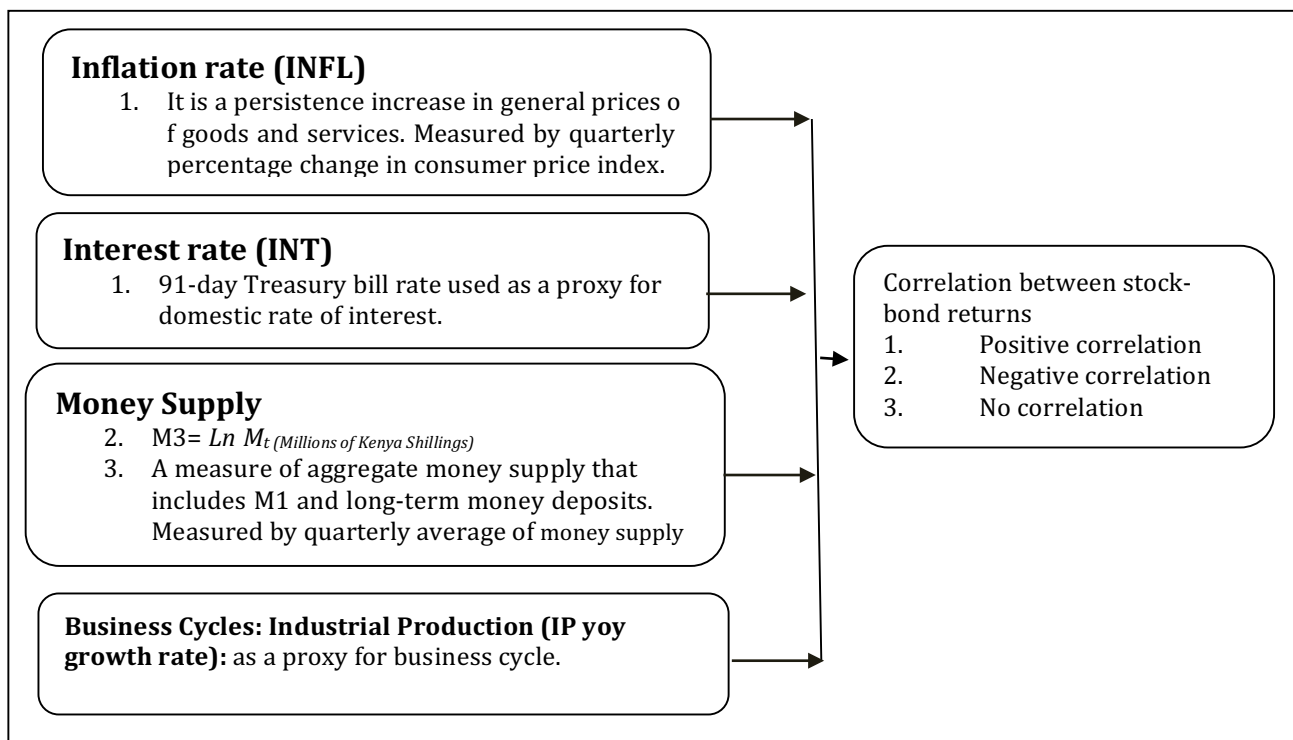 Inflation rate (INFL)
1. It is a persistence increase in general prices o
f goods and services. Measured by quarterly
percentage change in consumer price index.
Interest rate (INT)
1. 91-day Treasury bill rate used as a proxy for
domestic rate of interest.
Money Supply
2. M3= Ln Mt (Millions of Kenya Shillings)
3. A measure of aggregate money supply that
includes M1 and long-term money deposits.
Measured by quarterly average of money supply
Business Cycles: Industrial Production (IP yoy
growth rate): as a proxy for business cycle.
Correlation between stock-
bond returns
1. Positive correlation
2. Negative correlation
3. No correlation